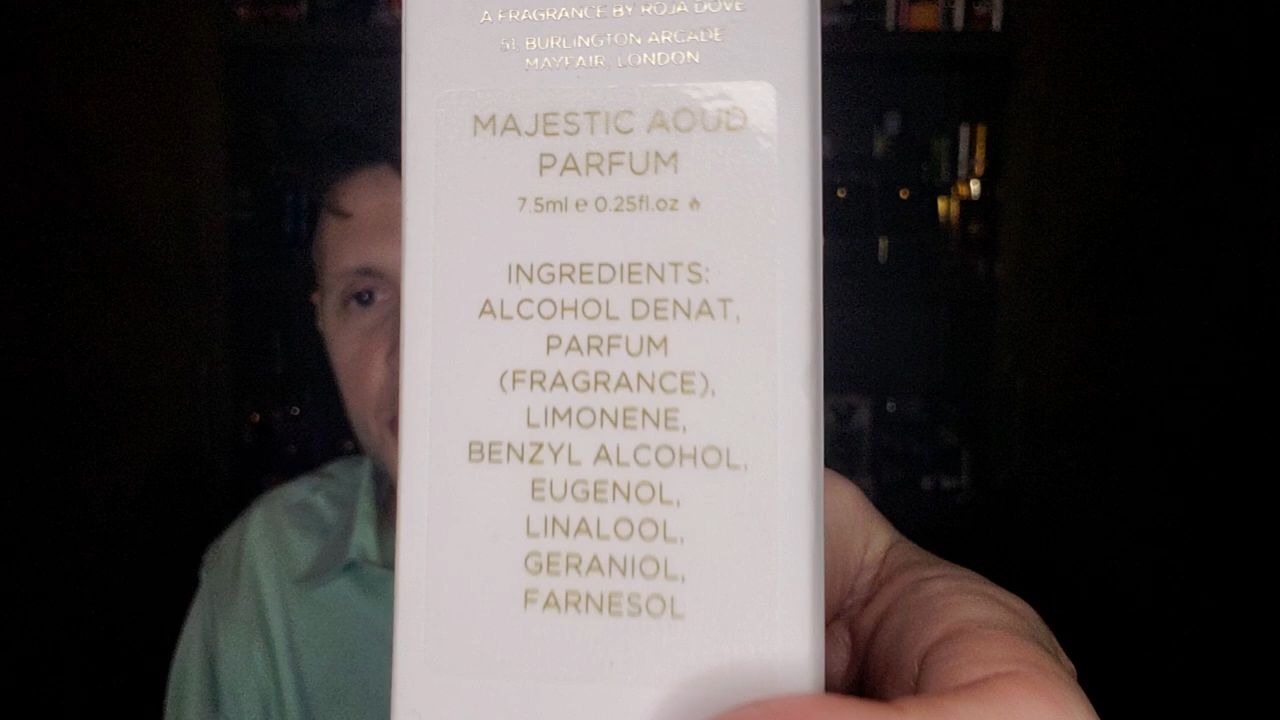 A FRAGRANCE BY ROJA DOVE
51, BURLINGTON ARCADE
MAYFAIR, LONDON
MAJESTIC AOUD
PARFUM
7.5ml e 0.25fl.oz
INGREDIENTS:
ALCOHOL DENAT,
PARFUM
(FRAGRANCE),
LIMONENE,
BENZYL ALCOHOL,
EUGENOL,
LINALOOL,
GERANIOL,
FARNESOL